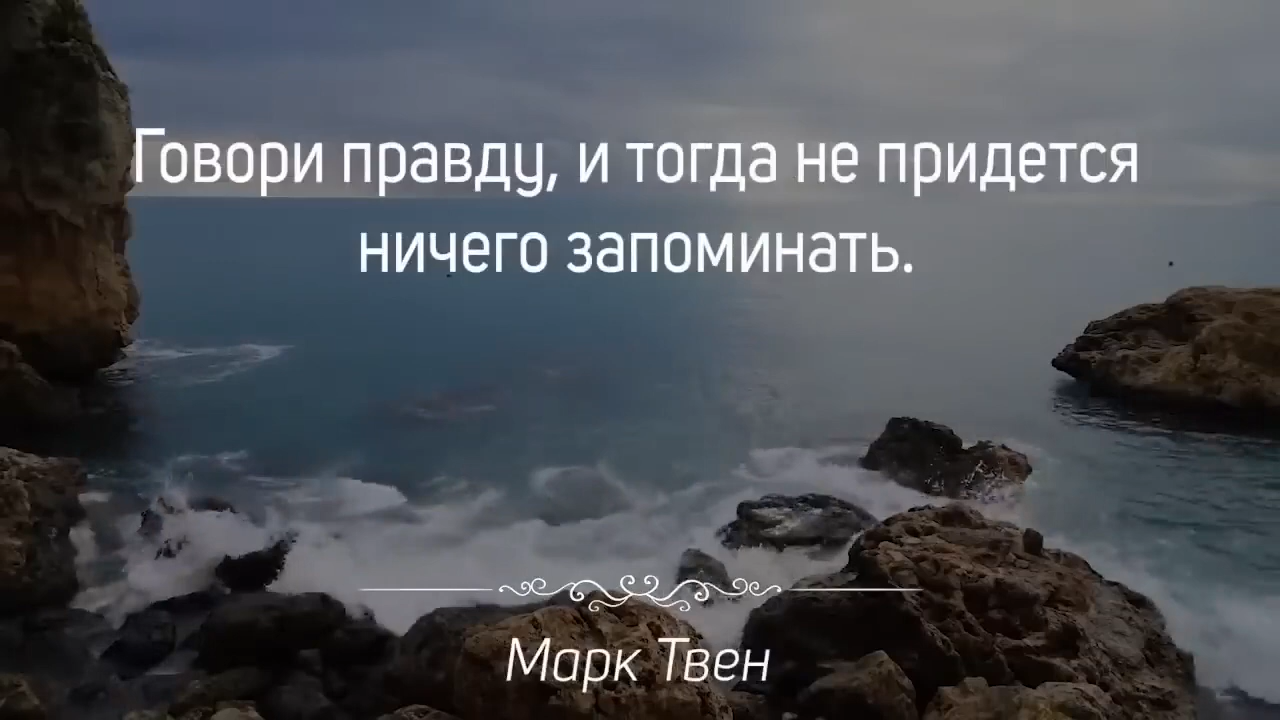 Говори правду, и тогда не придется
ничего запоминать.
Марк Твен